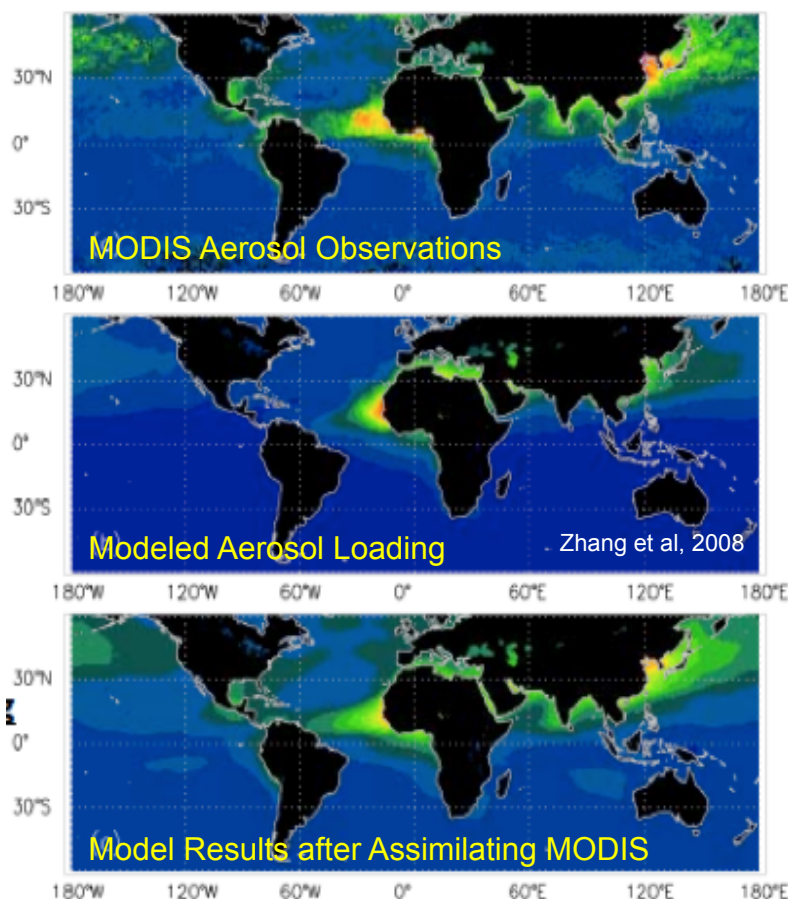 30°N
0°
30°S
MODIS Aerosol Observations
180°W 120°W 60°W 0° 60°E 120°E 180°E
30°N
0°
30°S
Modeled Aerosol Loading
Zhang et al, 2008
180°W 120°W 60°W 0° 60°E 120°E 180°E
30°N
0°
30°S
Model Results after Assimilating MODIS
180°W 120°W 60°W 0° 60°E 120°E 180°E